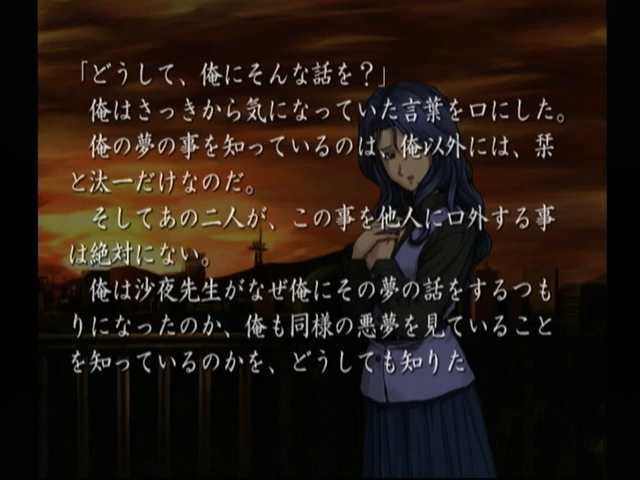 「どうして、俺にそんな話を？」
俺はさっきから気になっていた言葉を口にした。
俺の夢の事を知っているのは、俺以外には、栞
と汰一だけなのだ。
そしてあの二人が、この事を他人に口外する事
は絶対にない。
俺は沙夜先生がなぜ俺にその夢の話をするつも
りになったのか、俺も同様の悪夢を見ていること
を知っているのかを、どうしても知りた